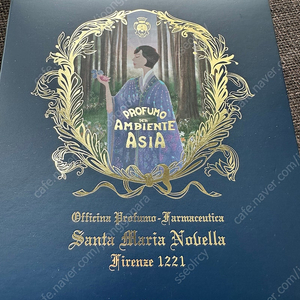 PROFUMO
PER
AMBIENTE
ASIA
Officina Profumo-Farmaceutica
Santa Maria Novella
Firenze 1221